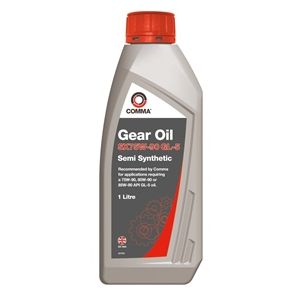 COMMA
Gear Oil
SX75W-90 GL-5
Semi Synthetic
Recommended by Comma
for applications requiring
a 75W-90, 80W-90 or
85W-90 API GL-5 oil.
1 Litre